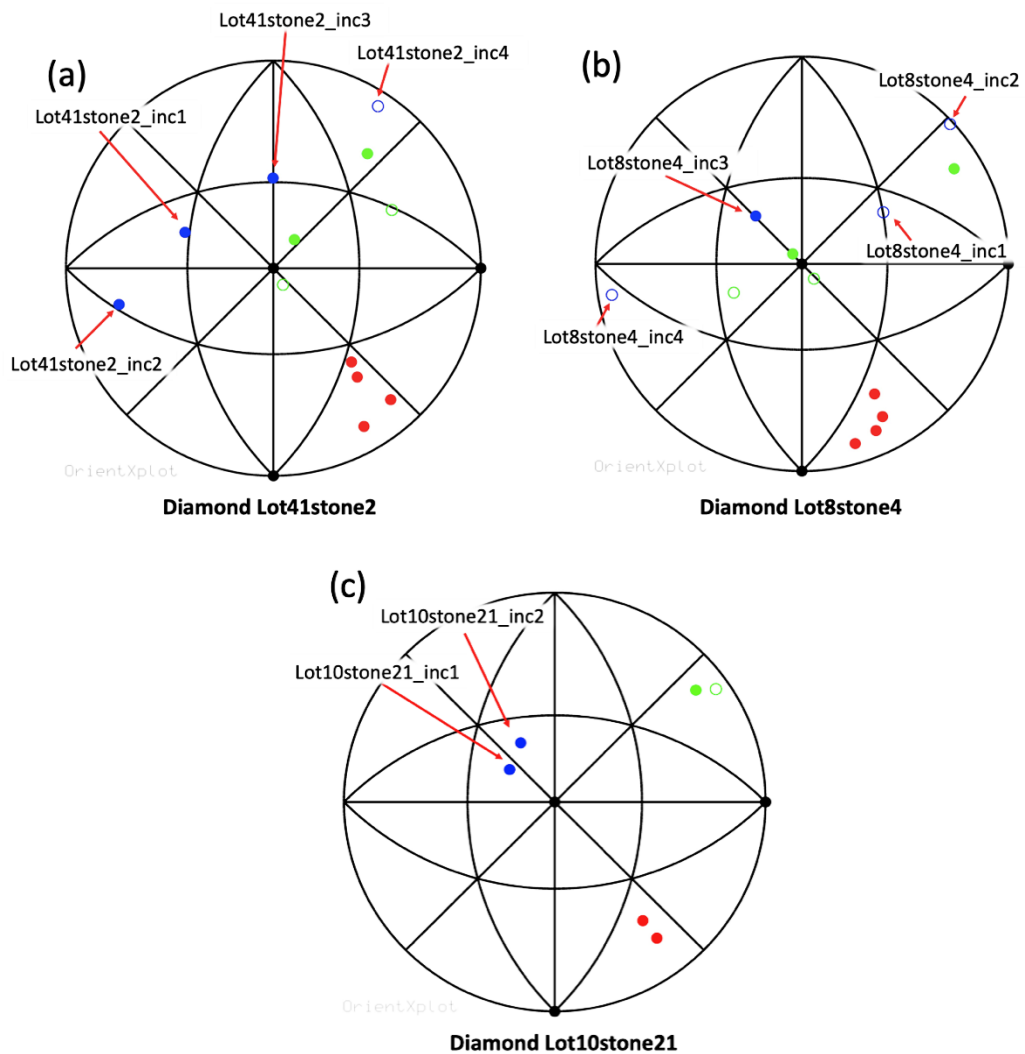 (a)
Lot41stone2_inc3
Lot41stone2_inc4
Lot41stone2_inc1
Lot41stone2_inc2
OrientXplot
Diamond Lot41stone2
(b)
Lot8stone4_inc2
Lot8stone4_inc3
Lot8stone4_inc1
Lot8stone4_inc4
OrientXplot
Diamond Lot8stone4
(c)
Lot10stone21_inc2
Lot10stone21_inc1
OrientXplot
Diamond Lot10stone21